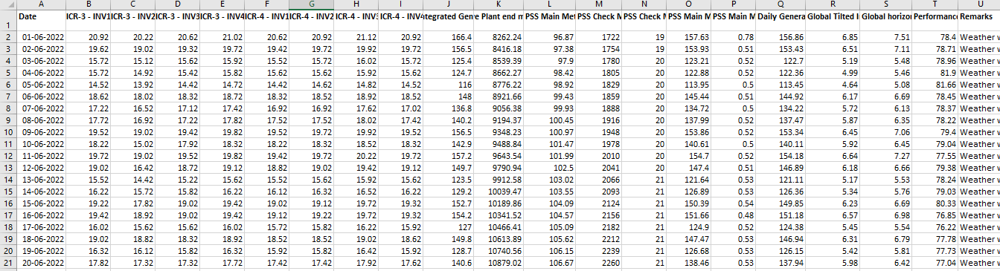 A B C D E F G H I J K L M N O P Q R S T U
1 Date ICR-3 - INV1 ICR-3 - INV2 ICR-3 - INV3 ICR-3 - INV4 ICR-4 - INV1 ICR-4 - INV2 ICR-4 - INV3 ICR-4 - INV4 tegrated Gene e Plant end m PSS Main Met PSS Check M PSS Check M PSS Main M PSS Main M Daily Genera Global Tilted I Global horizo Performance Remarks
2 01-06-2022 20.92 20.22 20.62 21.02 20.62 20.92 21.12 20.92 166.4 8262.24 96.87 1722 19 157.63 0.78 156.86 6.85 7.51 78.4 Weather w
3 02-06-2022 19.62 19.02 19.32 19.72 19.42 19.72 19.92 19.72 156.5 8416.18 97.38 1754 19 153.93 0.51 153.43 6.51 7.11 78.71 Weather w
4 03-06-2022 15.72 15.12 15.62 15.92 15.52 15.72 16.02 15.72 125.4 8539.39 97.9 1780 20 123.21 0.52 122.7 5.19 5.48 78.96 Weather w
5 04-06-2022 15.72 14.92 15.42 15.82 15.62 15.62 15.92 15.62 124.7 8662.27 98.42 1805 20 122.88 0.52 122.36 4.99 5.46 81.9 Weather w
6 05-06-2022 14.52 13.92 14.42 14.72 14.42 14.62 14.82 14.52 116 8776.22 98.92 1829 20 113.95 0.5 113.45 4.64 5.08 81.66 Weather w
7 06-06-2022 18.62 18.02 18.32 18.72 18.32 18.52 18.92 18.52 148 8921.66 99.43 1859 20 145.44 0.51 144.92 6.17 6.69 78.45 Weather w
8 07-06-2022 17.22 16.52 17.12 17.42 16.92 16.92 17.62 17.02 136.8 9056.38 99.93 1888 20 134.72 0.5 134.22 5.72 6.13 78.37 Weather w
9 08-06-2022 17.72 16.92 17.22 17.82 17.52 17.52 18.02 17.42 140.2 9194.37 100.45 1916 20 137.99 0.52 137.47 5.87 6.35 78.22 Weather w
10 09-06-2022 19.52 19.02 19.42 19.82 19.52 19.72 19.92 19.52 156.5 9348.23 100.97 1948 20 153.86 0.52 153.34 6.45 7.06 79.4 Weather w
11 10-06-2022 18.22 15.02 17.92 18.32 18.22 18.32 18.52 18.32 142.9 9488.84 101.47 1978 20 140.61 0.5 140.11 5.92 6.45 79.04 Weather w
12 11-06-2022 19.72 19.02 19.52 19.82 19.42 19.72 20.22 19.72 157.2 9643.54 101.99 2010 20 154.7 0.52 154.18 6.64 7.27 77.55 Weather w
13 12-06-2022 19.02 16.42 18.72 19.12 18.82 19.02 19.42 19.12 149.7 9790.94 102.5 2041 20 147.4 0.51 146.89 6.18 6.66 79.38 Weather w
14 13-06-2022 15.52 14.42 15.22 15.62 15.52 15.62 15.92 15.62 123.5 9912.58 103.02 2066 21 121.64 0.53 121.11 5.17 5.53 78.24 Weather w
15 14-06-2022 16.22 15.72 15.82 16.22 16.12 16.32 16.52 16.22 129.2 10039.47 103.55 2093 21 126.89 0.53 126.36 5.34 5.76 79.03 Weather w
16 15-06-2022 19.22 17.82 19.02 19.42 19.02 19.12 19.72 19.32 152.7 10189.86 104.09 2124 21 150.39 0.54 149.85 6.23 6.69 80.33 Weather w
17 16-06-2022 19.42 18.92 19.02 19.42 19.12 19.22 19.72 19.32 154.2 10341.52 104.57 2156 21 151.66 0.48 151.18 6.57 6.98 76.85 Weather w
18 17-06-2022 16.02 15.62 15.62 16.02 15.72 15.82 16.22 15.92 127 10466.41 105.09 2182 21 124.9 0.52 124.38 5.45 5.54 76.22 Weather w
19 18-06-2022 19.02 18.82 18.32 18.92 18.52 18.52 19.02 18.62 149.8 10613.89 105.62 2212 21 147.47 0.53 146.94 6.31 6.79 77.78 Weather w
20 19-06-2022 16.32 16.12 15.82 16.32 15.92 15.82 16.42 15.92 128.7 10740.56 106.15 2239 21 126.68 0.53 126.15 5.42 5.81 77.73 Weather w
21 20-06-2022 17.82 17.32 17.32 17.72 17.42 17.42 17.92 17.62 140.6 10879.02 106.67 2260 21 138.46 0.53 137.94 5.98 6.42 77.04 Weather w